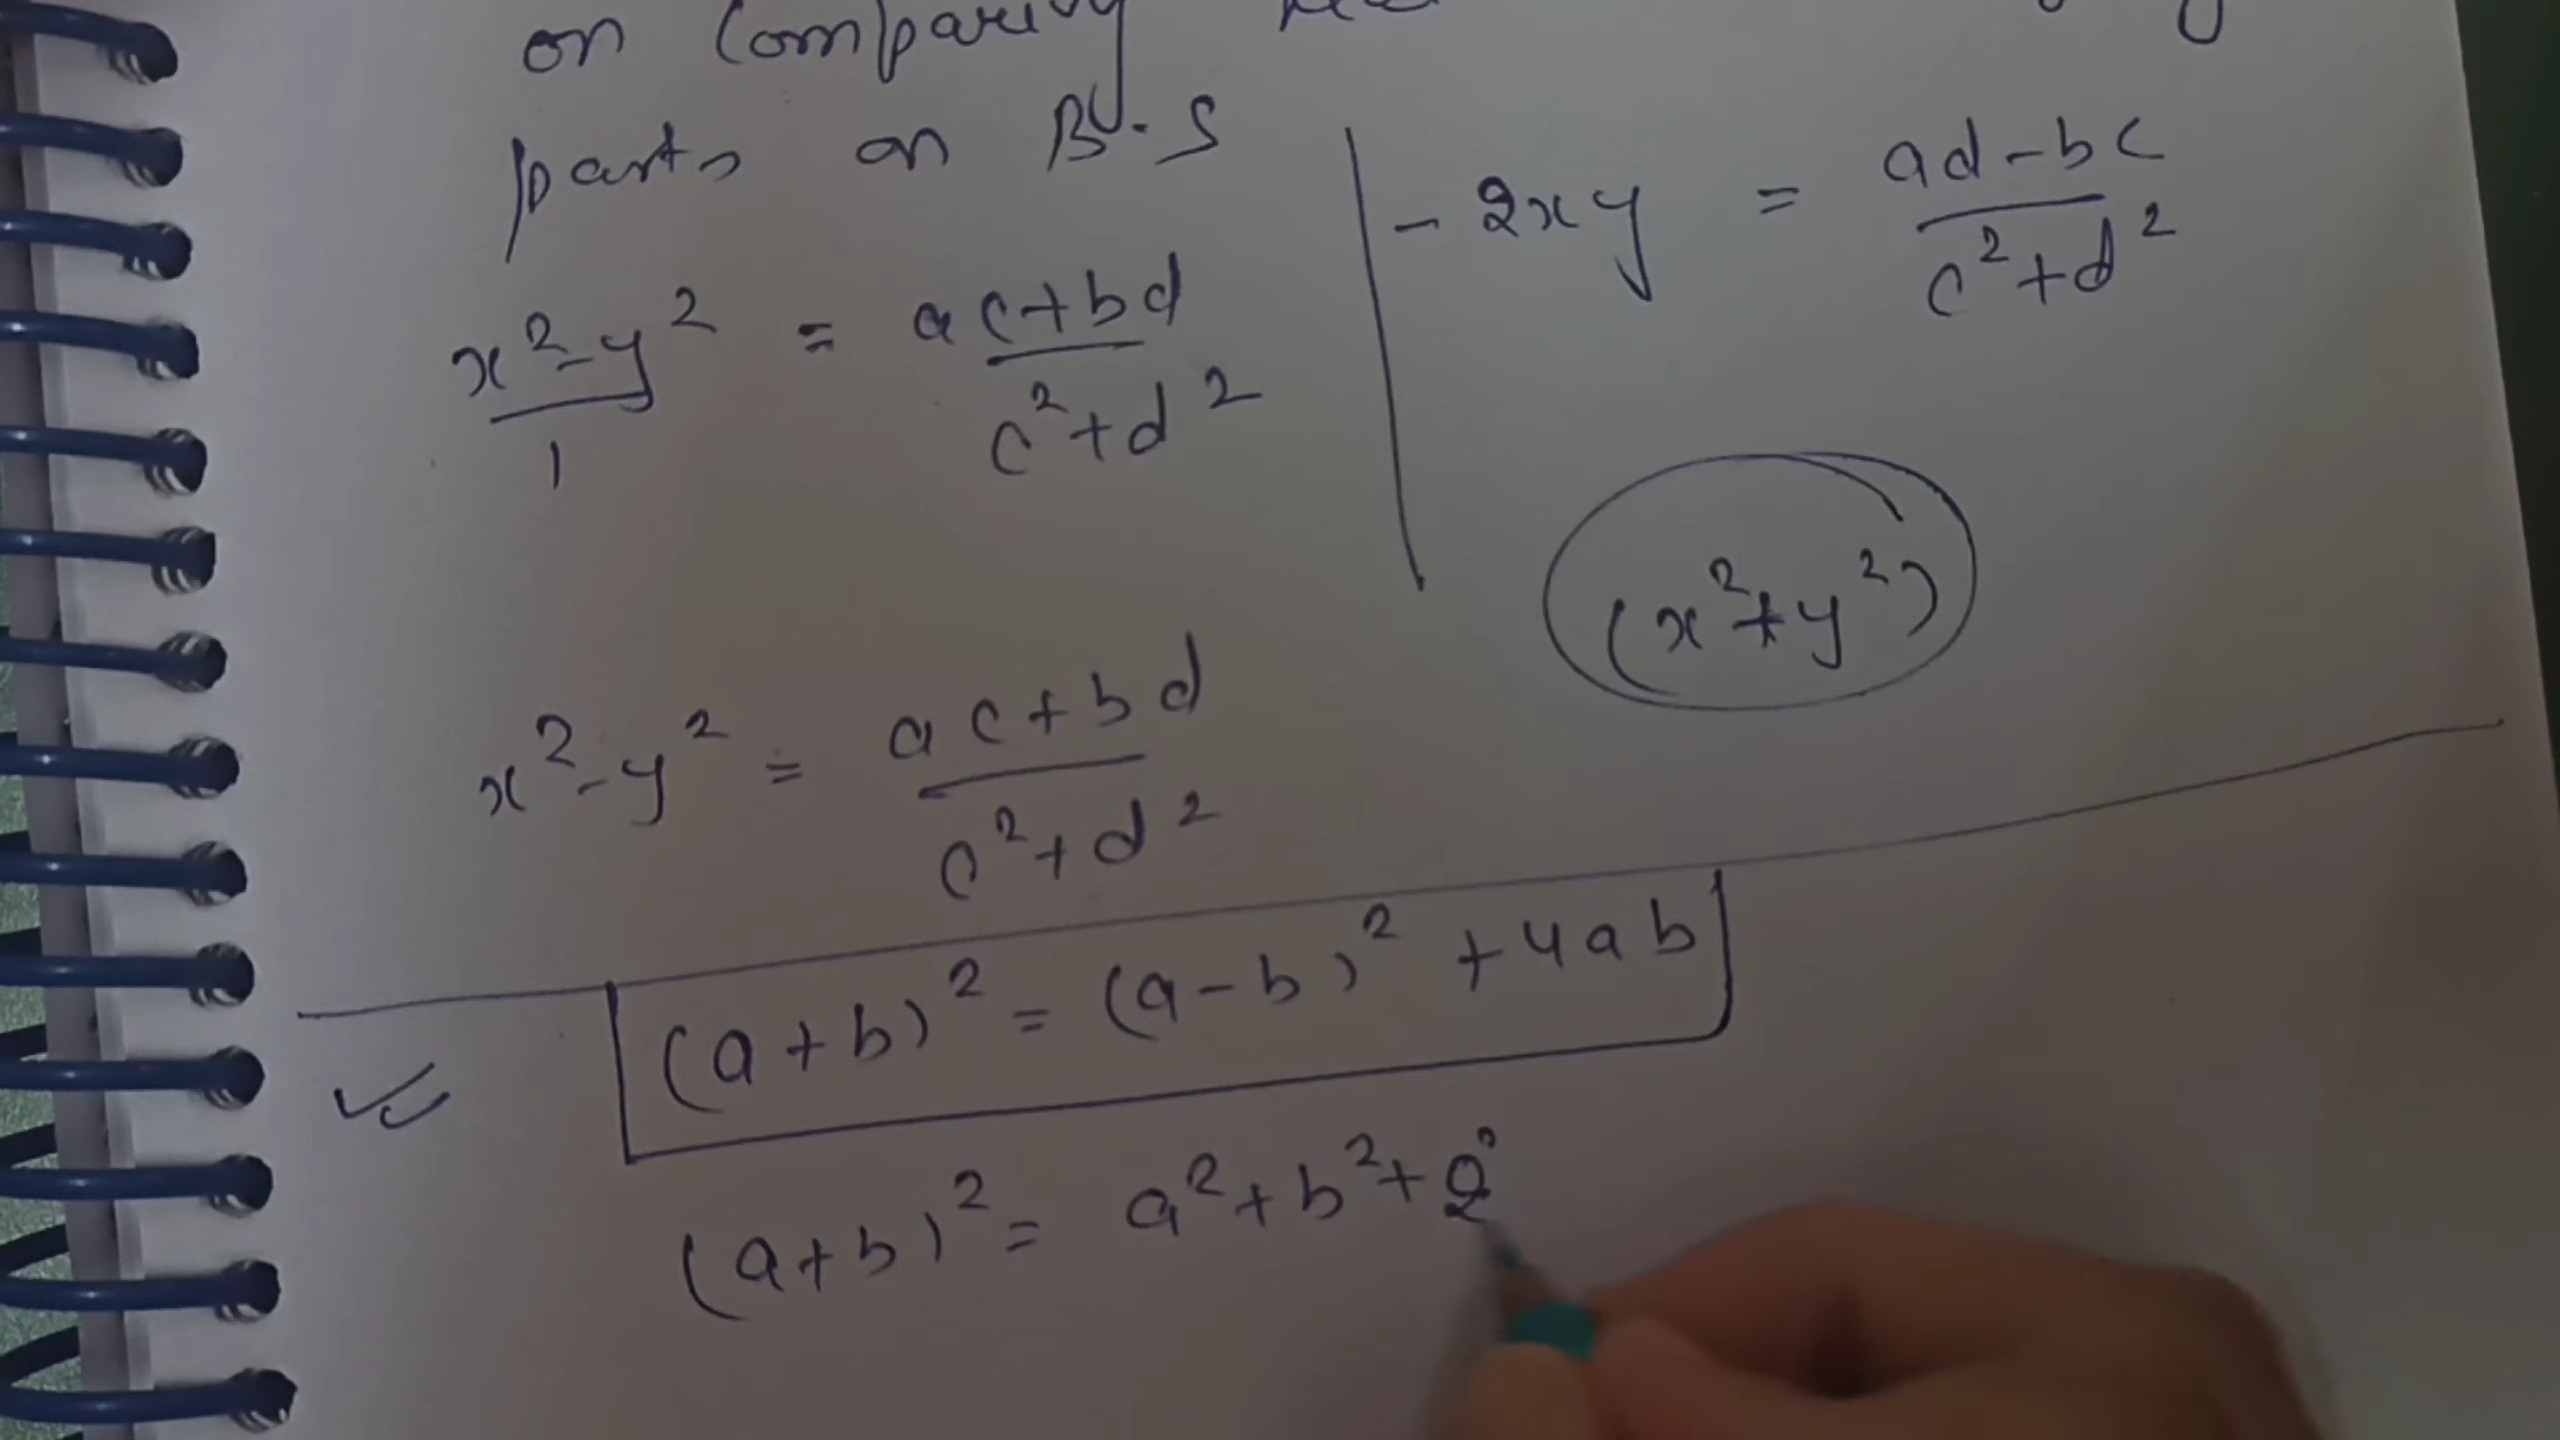 on comparing
parts on B.S
x²-y²/1 = ac+bd/c²+d²
-2xy = ad-bc/c²+d²
(x²+y²)
x²-y² = ac+bd/c²+d²
(a+b)² = (a-b)² + 4ab
(a+b)² = a²+b²+2